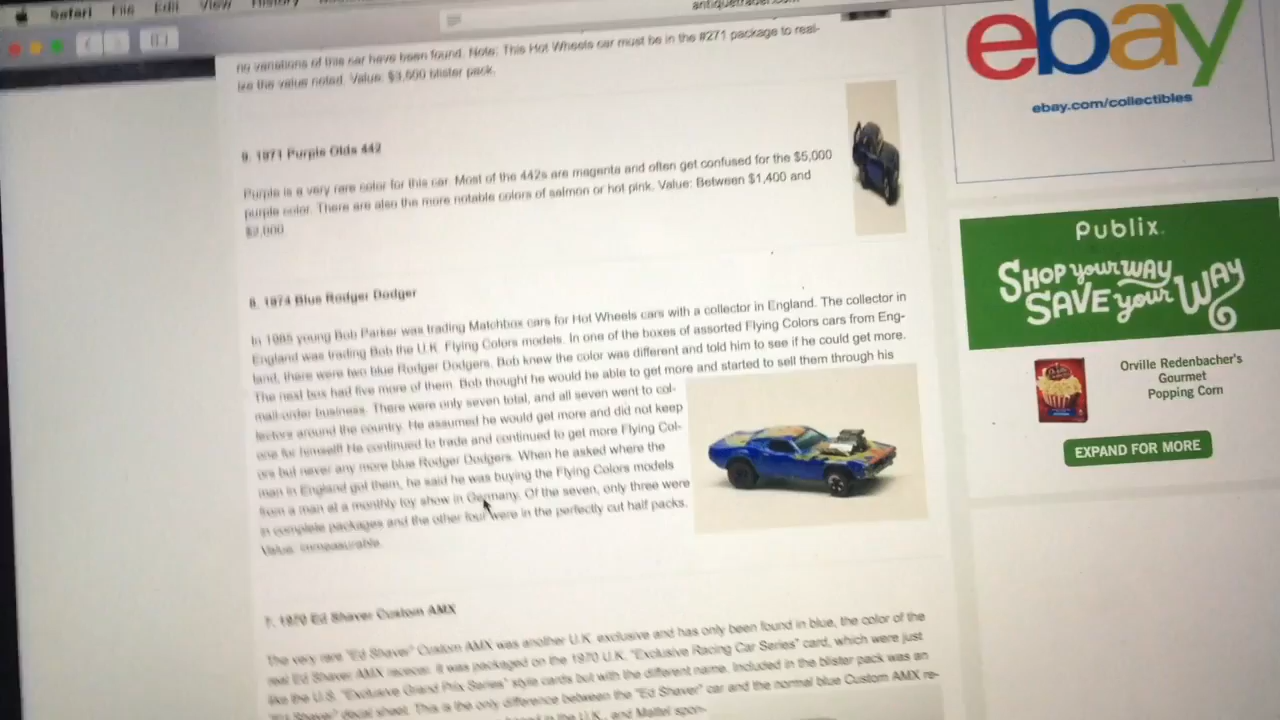 Safari File Edit View History
antiquetrader.com
no variations of this car have been found. Note: This Hot Wheels car must be in the #271 package to real-
ize the value noted. Value: $3,600 blister pack.
9. 1971 Purple Olds 442
Purple is a very rare color for this car. Most of the 442s are magenta and often get confused for the $5,000
purple color. There are also the more notable colors of salmon or hot pink. Value: Between $1,400 and
$2,000
8. 1974 Blue Rodger Dodger
In 1985 young Bob Parker was trading Matchbox cars for Hot Wheels cars with a collector in England. The collector in
England was trading Bob the U.K. Flying Colors models. In one of the boxes of assorted Flying Colors cars from Eng-
land, there were two blue Rodger Dodgers. Bob knew the color was different and told him to see if he could get more.
The next box had five more of them. Bob thought he would be able to get more and started to sell them through his
mail-order business. There were only seven total, and all seven went to col-
lectors around the country. He assumed he would get more and did not keep
one for himself! He continued to trade and continued to get more Flying Col-
ors but never any more blue Rodger Dodgers. When he asked where the
man in England got them, he said he was buying the Flying Colors models
from a man at a monthly toy show in Germany. Of the seven, only three were
in complete packages and the other four were in the perfectly cut half packs.
Value: immeasurable.
7. 1970 Ed Shaver Custom AMX
The very rare "Ed Shaver" Custom AMX was another U.K. exclusive and has only been found in blue, the color of the
real Ed Shaver AMX racecar. It was packaged on the 1970 U.K. "Exclusive Racing Car Series" card, which were just
like the U.S. "Exclusive Grand Prix Series" style cards but with the different name. Included in the blister pack was an
"Ed Shaver" decal sheet. This is the only difference between the "Ed Shaver" car and the normal blue Custom AMX re-
in the U.K., and Mattel spon-
ebay
ebay.com/collectibles
Publix.
SHOP your WAY
SAVE your WAY
Orville Redenbacher's
Gourmet
Popping Corn
EXPAND FOR MORE